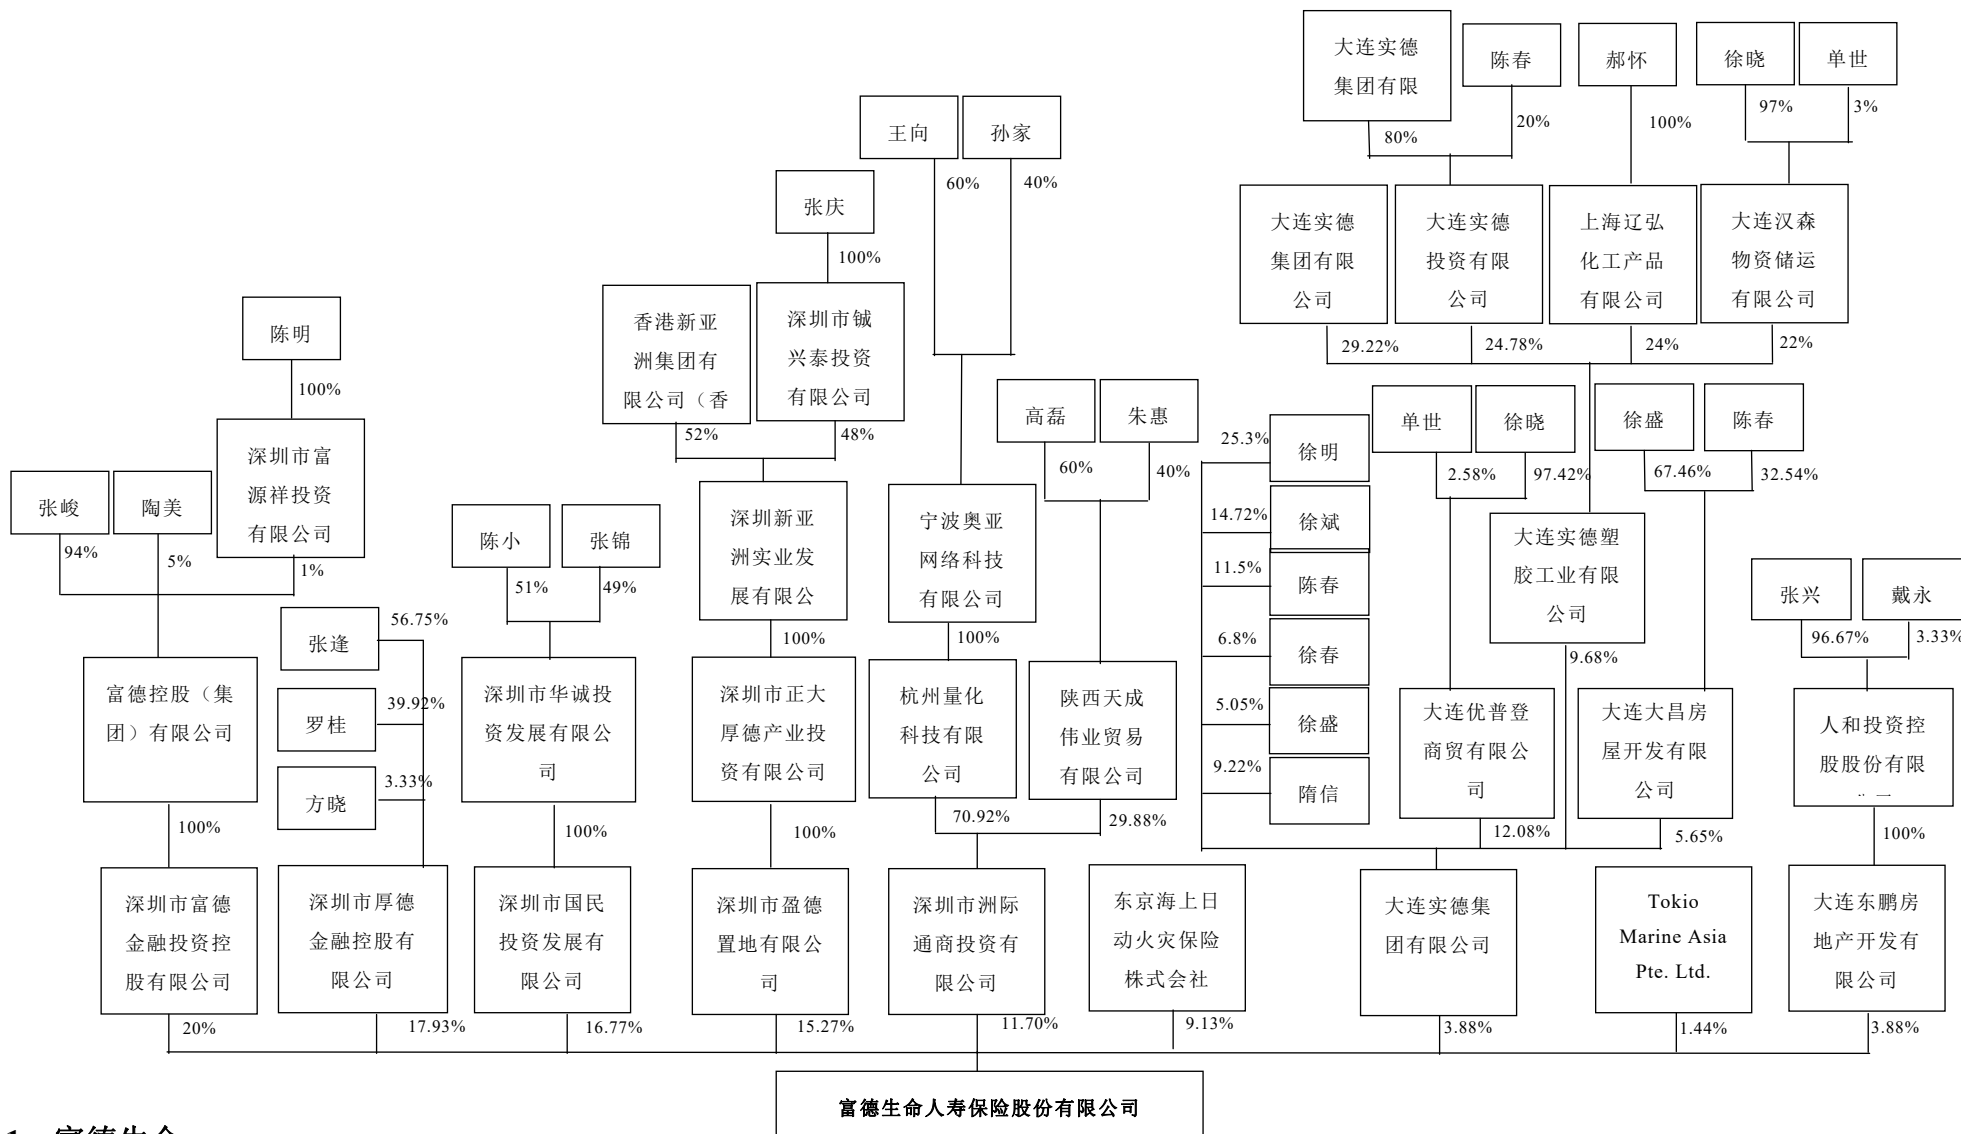 大连实德
集团有限
陈春
郝怀
徐晓
单世
80%
20%
100%
97%
3%
王向
孙家
60%
40%
张庆
100%
大连实德
集团有限
公司
大连实德
投资有限
公司
上海辽弘
化工产品
有限公司
大连汉森
物资储运
有限公司
29.22%
24.78%
24%
22%
香港新亚
洲集团有
限公司（香
深圳市铖
兴泰投资
有限公司
52%
48%
陈明
100%
深圳市富
源祥投资
有限公司
张峻
陶美
94%
5%
1%
高磊
朱惠
60%
40%
单世
徐晓
2.58%
97.42%
徐盛
陈春
67.46%
32.54%
25.3%
徐明
14.72%
徐斌
11.5%
陈春
6.8%
徐春
5.05%
徐盛
9.22%
隋信
陈小
张锦
51%
49%
深圳新亚
洲实业发
展有限公
100%
宁波奥亚
网络科技
有限公司
100%
大连实德塑
胶工业有限
公司
9.68%
张兴
戴永
96.67%
3.33%
张逢
56.75%
罗桂
39.92%
方晓
3.33%
富德控股（集
团）有限公司
100%
深圳市华诚投
资发展有限公
司
100%
深圳市正大
厚德产业投
资有限公司
100%
杭州量化
科技有限
公司
70.92%
陕西天成
伟业贸易
有限公司
29.88%
大连优普登
商贸有限公
司
12.08%
大连大昌房
屋开发有限
公司
5.65%
人和投资控
股股份有限
100%
深圳市富德
金融投资控
股有限公司
深圳市厚德
金融控股有
限公司
深圳市国民
投资发展有
限公司
深圳市盈德
置地有限公
司
深圳市洲际
通商投资有
限公司
东京海上日
动火灾保险
株式会社
大连实德集
团有限公司
Tokio
Marine Asia
Pte. Ltd.
大连东鹏房
地产开发有
限公司
20%
17.93%
16.77%
15.27%
11.70%
9.13%
3.88%
1.44%
3.88%
富德生命人寿保险股份有限公司